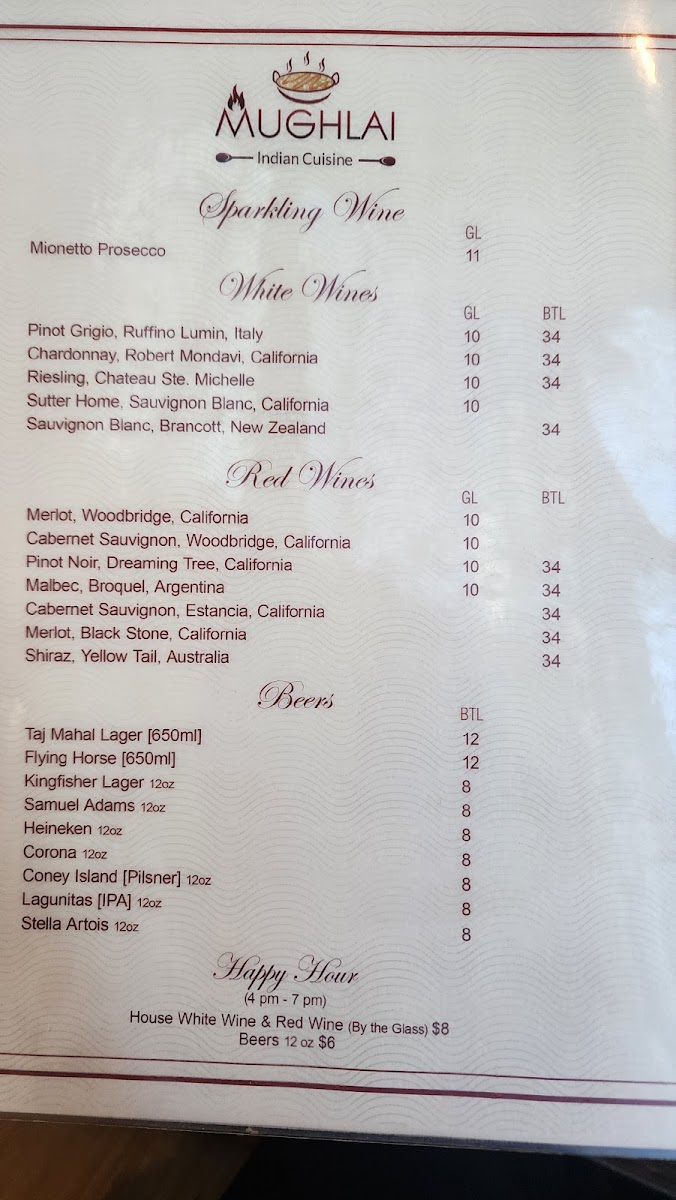 MUGHLAI
Indian Cuisine
Sparkling Wine
GL
Mionetto Prosecco 11
White Wines
GL BTL
Pinot Grigio, Ruffino Lumin, Italy 10 34
Chardonnay, Robert Mondavi, California 10 34
Riesling, Chateau Ste. Michelle 10 34
Sutter Home, Sauvignon Blanc, California 10
Sauvignon Blanc, Brancott, New Zealand 34
Red Wines
GL BTL
Merlot, Woodbridge, California 10
Cabernet Sauvignon, Woodbridge, California 10
Pinot Noir, Dreaming Tree, California 10 34
Malbec, Broquel, Argentina 10 34
Cabernet Sauvignon, Estancia, California 34
Merlot, Black Stone, California 34
Shiraz, Yellow Tail, Australia 34
Beers
BTL
Taj Mahal Lager [650ml] 12
Flying Horse [650ml] 12
Kingfisher Lager 12oz 8
Samuel Adams 12oz 8
Heineken 12oz 8
Corona 12oz 8
Coney Island [Pilsner] 12oz 8
Lagunitas [IPA] 12oz 8
Stella Artois 12oz 8
Happy Hour
(4 pm - 7 pm)
House White Wine & Red Wine (By the Glass) $8
Beers 12 oz $6